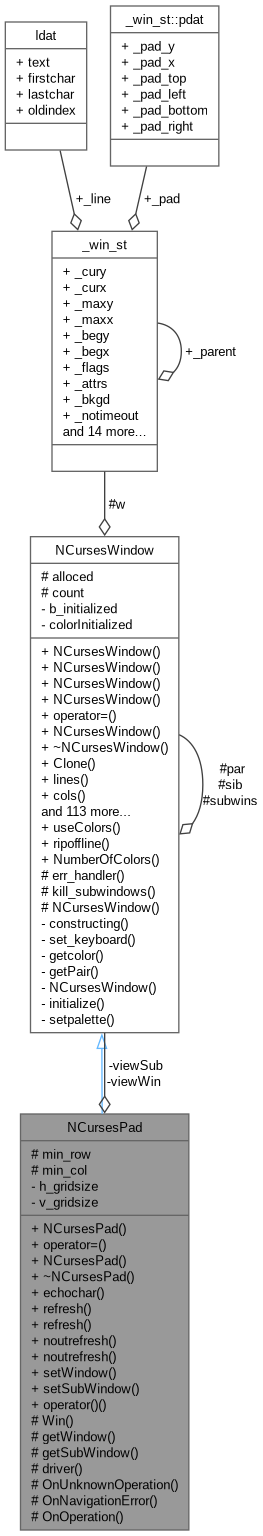 ldat
+ text
+ firstchar
+ lastchar
+ oldindex
_win_st::pdat
+ _pad_y
+ _pad_x
+ _pad_top
+ _pad_left
+ _pad_bottom
+ _pad_right
+_line
+_pad
_win_st
+ _cury
+ _curx
+ _maxy
+ _maxx
+ _begy
+ _begx
+ _flags
+ _attrs
+ _bkgd
+ _notimeout
and 14 more...
+_parent
#w
NCursesWindow
# alloced
# count
- b_initialized
- colorInitialized
+ NCursesWindow()
+ NCursesWindow()
+ NCursesWindow()
+ NCursesWindow()
+ operator=()
+ NCursesWindow()
+ ~NCursesWindow()
+ Clone()
+ lines()
+ cols()
and 113 more...
+ useColors()
+ ripoffline()
+ NumberOfColors()
# err_handler()
# kill_subwindows()
# NCursesWindow()
- constructing()
- set_keyboard()
- getcolor()
- getPair()
- NCursesWindow()
- initialize()
- setpalette()
#par
#sib
#subwins
-viewSub
-viewWin
NCursesPad
# min_row
# min_col
- h_gridsize
- v_gridsize
+ NCursesPad()
+ operator=()
+ NCursesPad()
+ ~NCursesPad()
+ echochar()
+ refresh()
+ refresh()
+ noutrefresh()
+ noutrefresh()
+ setWindow()
+ setSubWindow()
+ operator()()
# Win()
# getWindow()
# getSubWindow()
# driver()
# OnUnknownOperation()
# OnNavigationError()
# OnOperation()